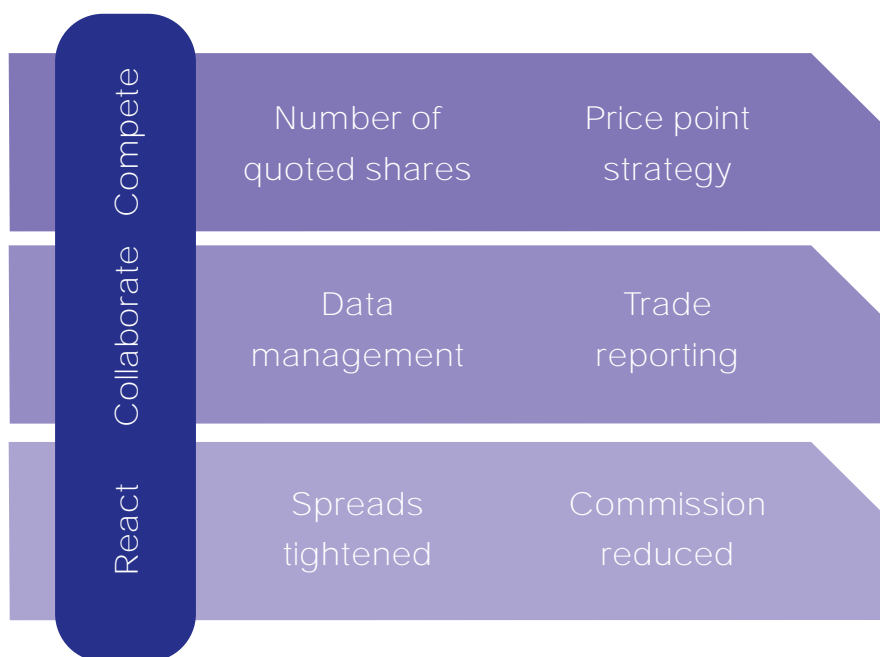 Compete
Number of
quoted shares
Price point
strategy
Collaborate
Data
management
Trade
reporting
React
Spreads
tightened
Commission
reduced